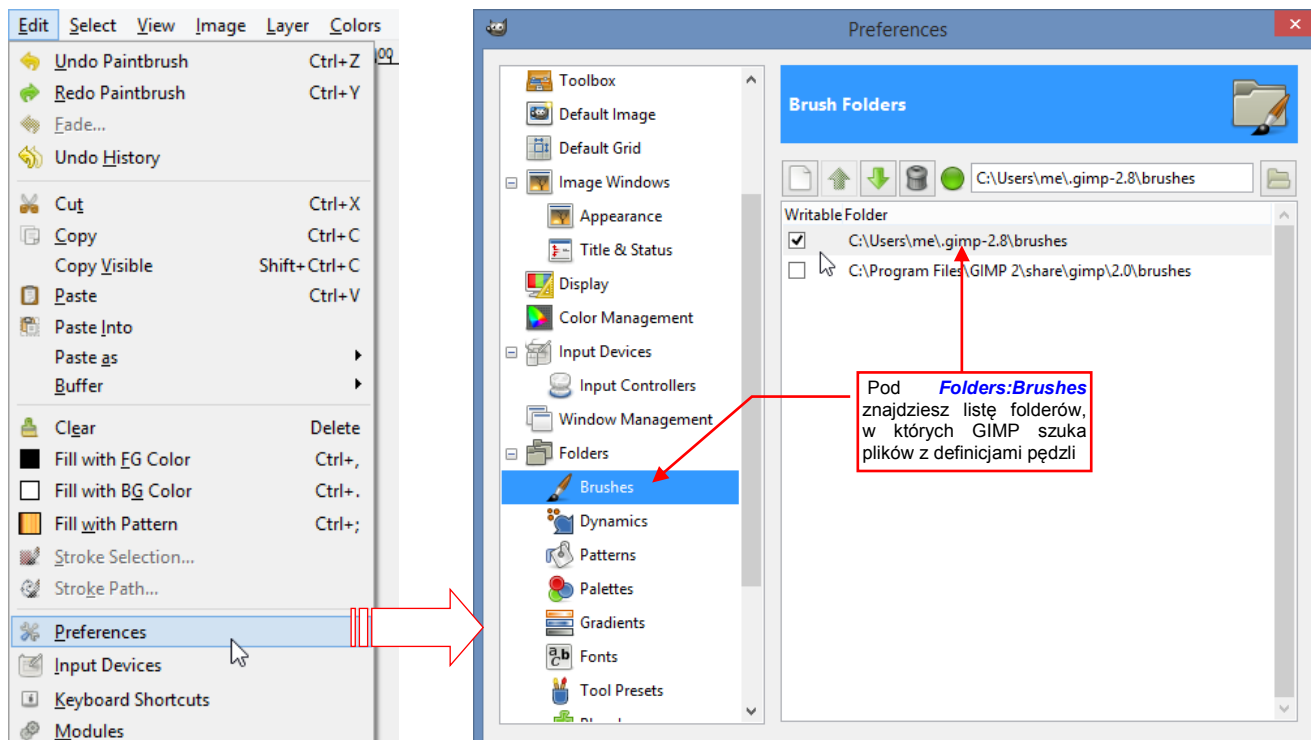 Edit Select View Image Layer Colors
Undo Paintbrush Ctrl+Z
Redo Paintbrush Ctrl+Y
Fade...
Undo History
Cut Ctrl+X
Copy Ctrl+C
Copy Visible Shift+Ctrl+C
Paste Ctrl+V
Paste Into
Paste as
Buffer
Clear Delete
Fill with FG Color Ctrl+,
Fill with BG Color Ctrl+.
Fill with Pattern Ctrl+;
Stroke Selection...
Stroke Path...
Preferences
Input Devices
Keyboard Shortcuts
Modules
Preferences
Toolbox
Default Image
Default Grid
Image Windows
Appearance
Title & Status
Display
Color Management
Input Devices
Input Controllers
Window Management
Folders
Brushes
Dynamics
Patterns
Palettes
Gradients
Fonts
Tool Presets
Brush Folders
C:\Users\me\.gimp-2.8\brushes
Writable Folder
C:\Users\me\.gimp-2.8\brushes
C:\Program Files\GIMP 2\share\gimp\2.0\brushes
Pod Folders:Brushes
znajdziesz listę folderów,
w których GIMP szuka
plików z definicjami pędzli